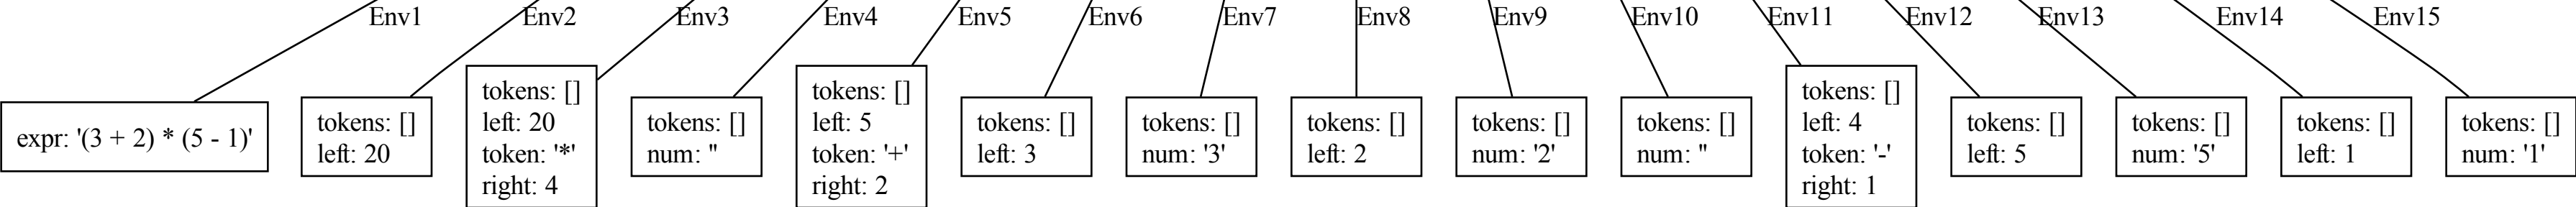 Env1 Env2 Env3 Env4 Env5 Env6 Env7 Env8 Env9 Env10 Env11 Env12 Env13 Env14 Env15
expr: '(3 + 2) * (5 - 1)'
tokens: []
left: 20
tokens: []
left: 20
token: '*'
right: 4
tokens: []
num: ''
tokens: []
left: 5
token: '+'
right: 2
tokens: []
left: 3
tokens: []
num: '3'
tokens: []
left: 2
tokens: []
num: '2'
tokens: []
num: ''
tokens: []
left: 4
token: '-'
right: 1
tokens: []
left: 5
tokens: []
num: '5'
tokens: []
left: 1
tokens: []
num: '1'